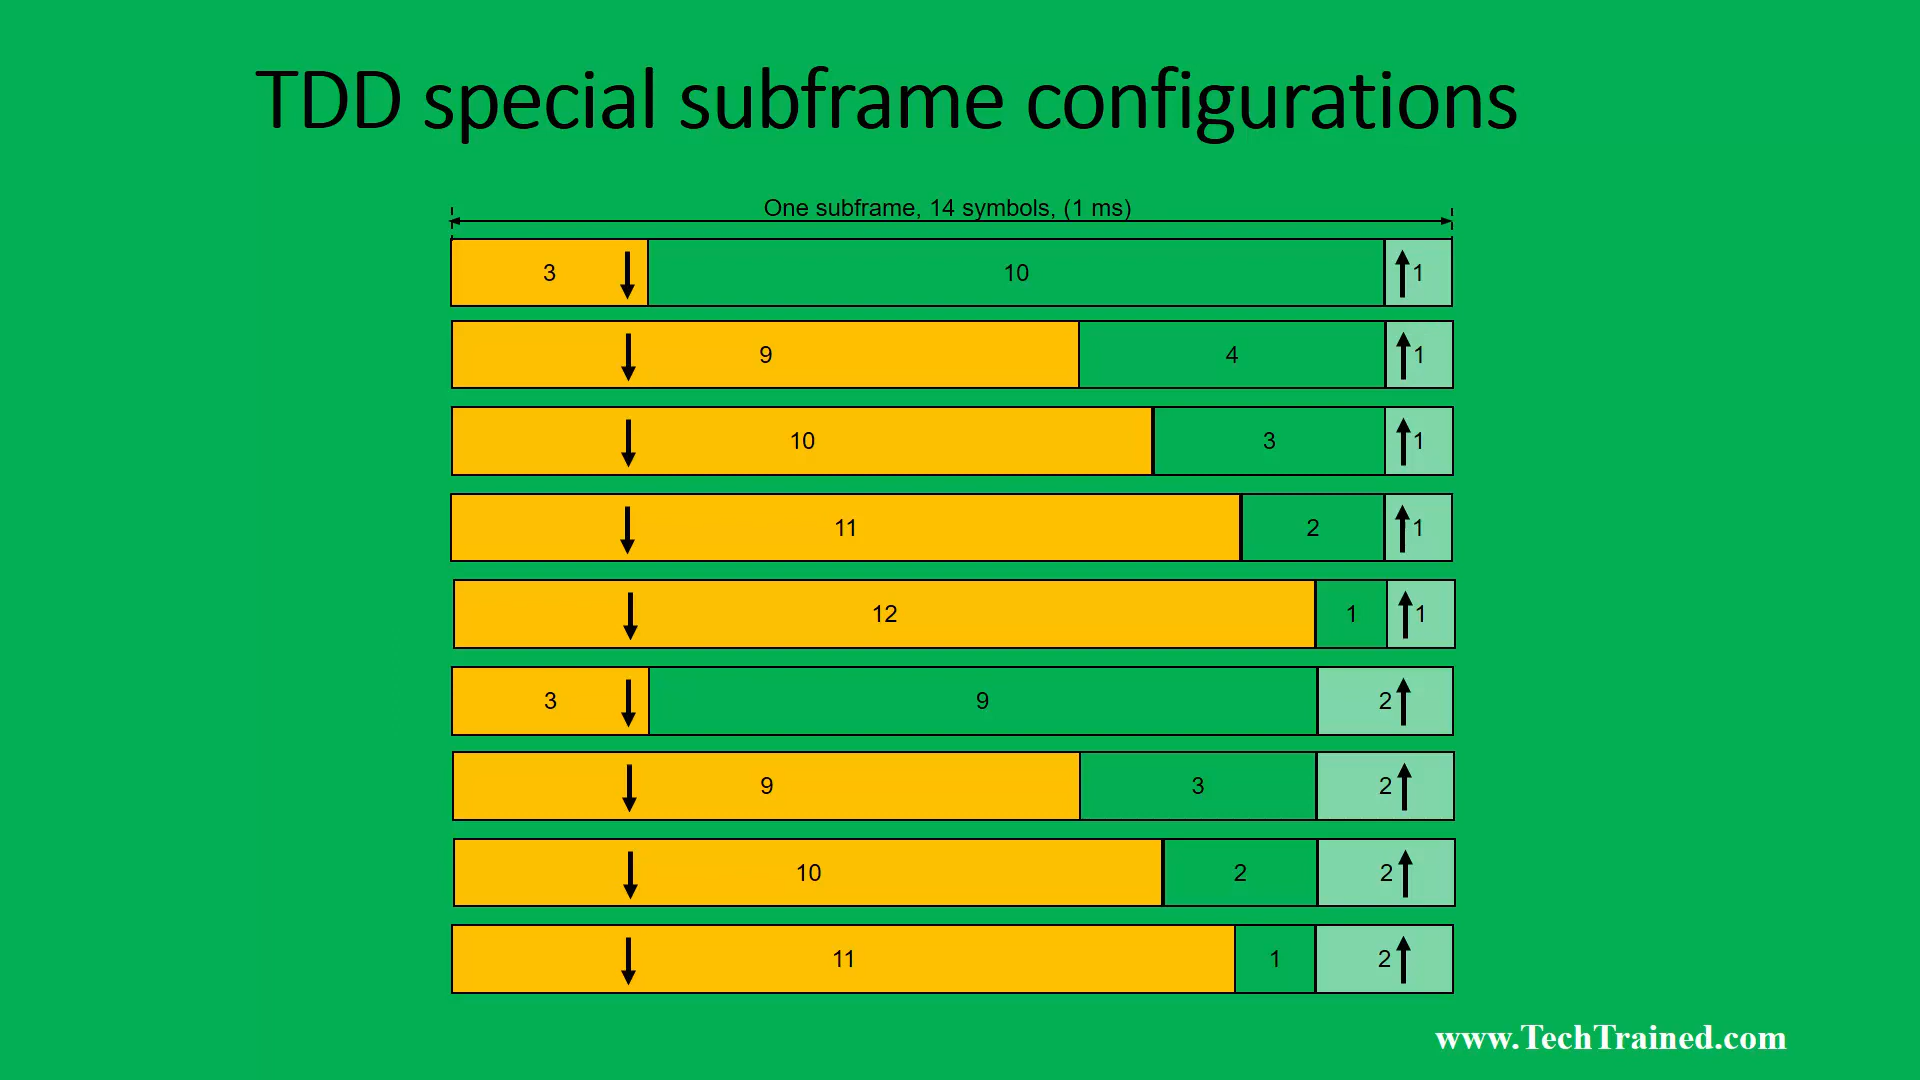 TDD special subframe configurations
One subframe, 14 symbols, (1 ms)
3 10 1
9 4 1
10 3 1
11 2 1
12 1 1
3 9 2
9 3 2
10 2 2
11 1 2
www.TechTrained.com